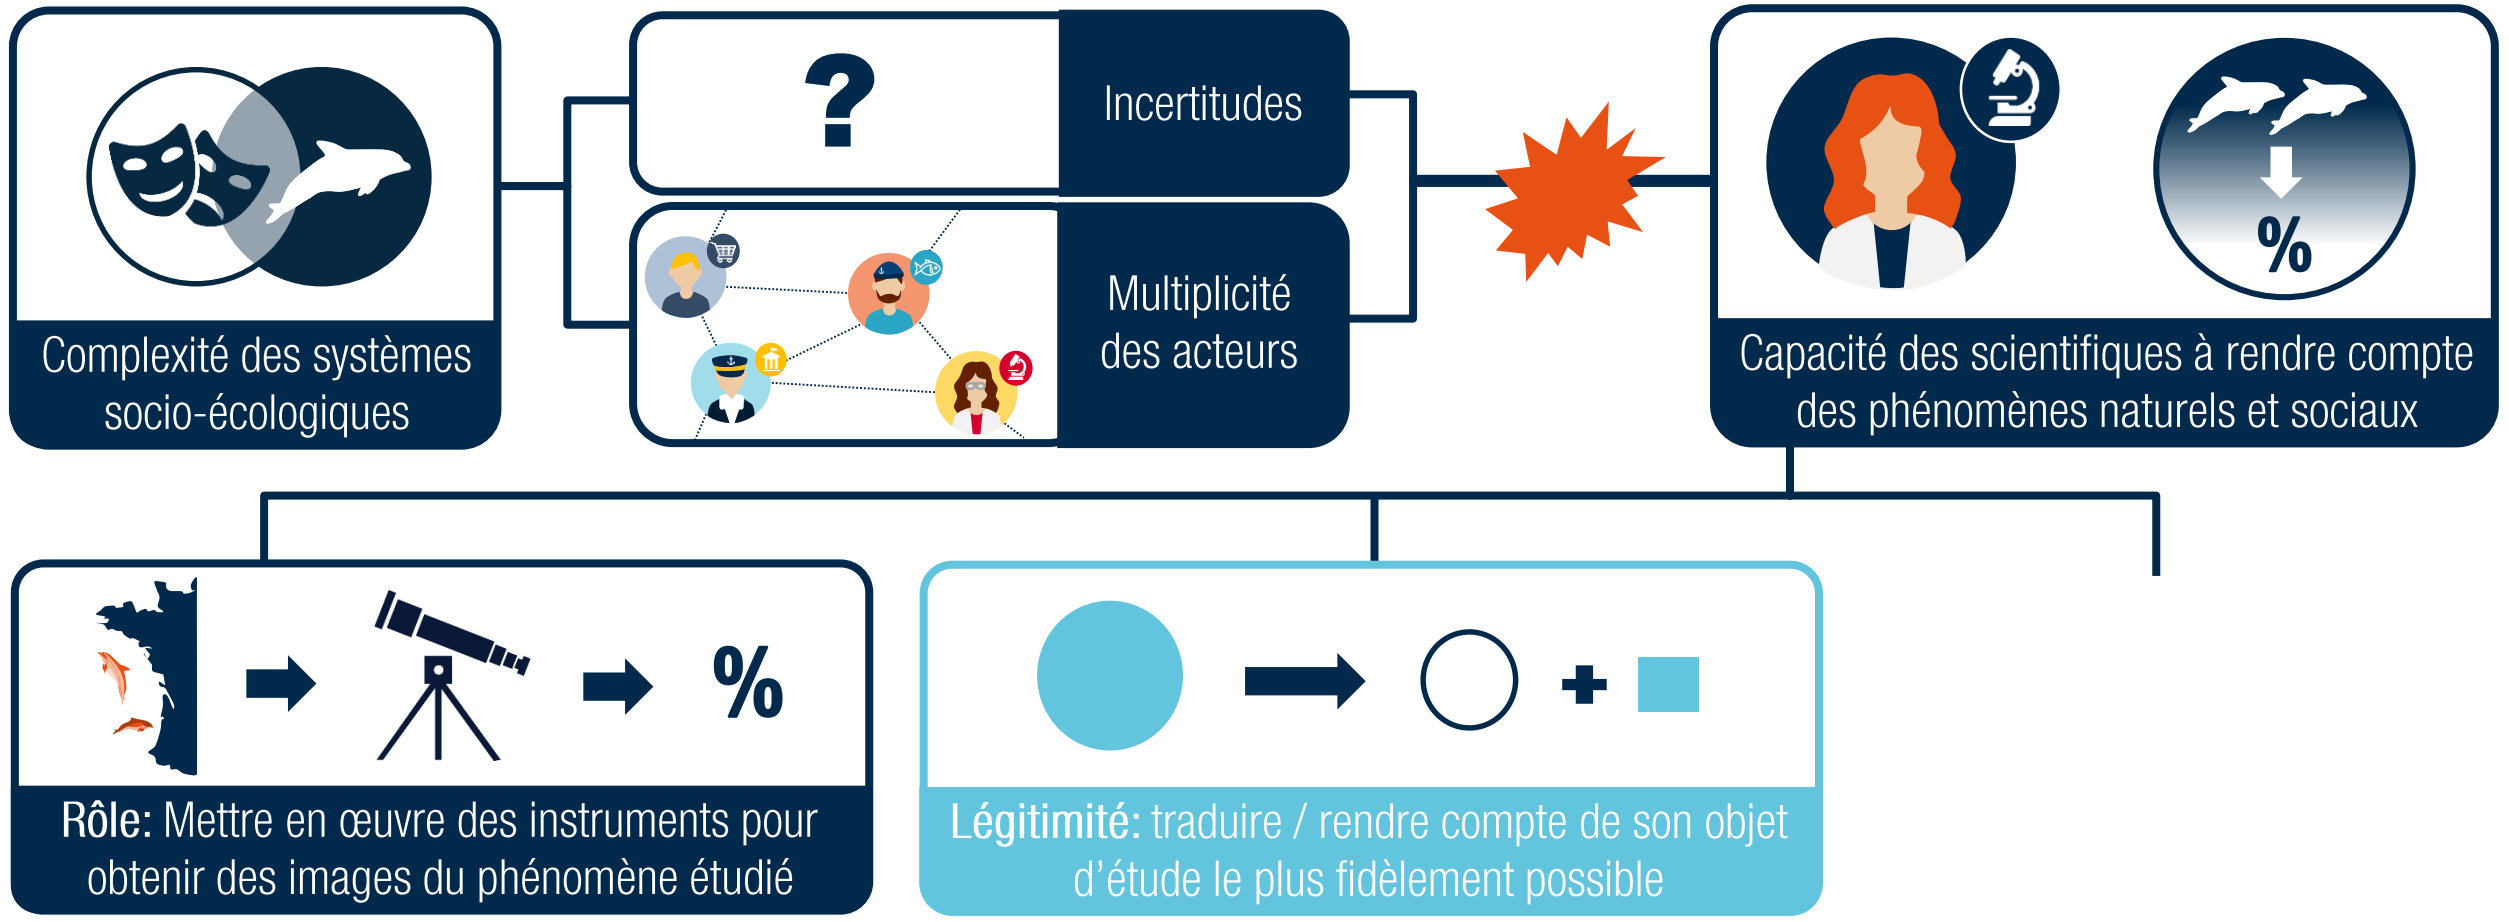 ?
Incertitudes
Multiplicité
des acteurs
Complexité des systèmes
socio-écologiques
%
Capacité des scientifiques à rendre compte
des phénomènes naturels et sociaux
%
Rôle: Mettre en œuvre des instruments pour
obtenir des images du phénomène étudié
Légitimité: traduire / rendre compte de son objet
d'étude le plus fidèlement possible